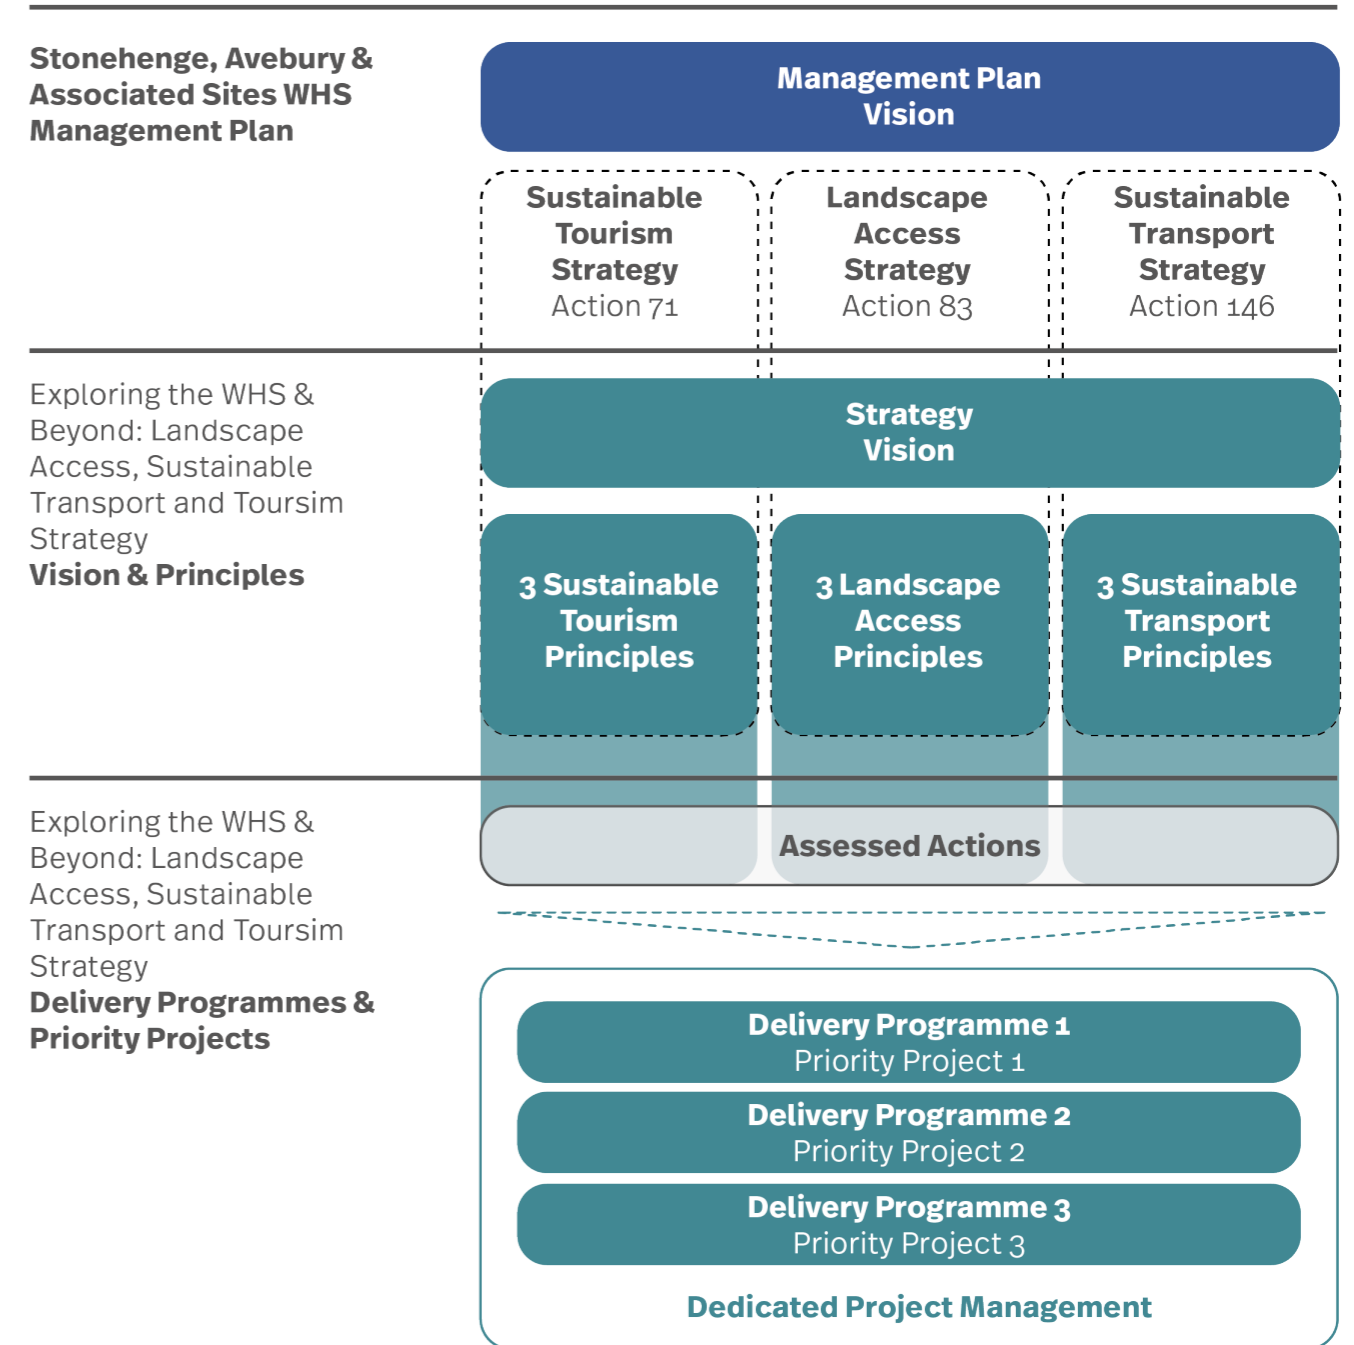 Stonehenge, Avebury &
Associated Sites WHS
Management Plan
Management Plan
Vision
Sustainable
Tourism
Strategy
Action 71
Landscape
Access
Strategy
Action 83
Sustainable
Transport
Strategy
Action 146
Exploring the WHS &
Beyond: Landscape
Access, Sustainable
Transport and Toursim
Strategy
Vision & Principles
Strategy
Vision
3 Sustainable
Tourism
Principles
3 Landscape
Access
Principles
3 Sustainable
Transport
Principles
Exploring the WHS &
Beyond: Landscape
Access, Sustainable
Transport and Toursim
Strategy
Delivery Programmes &
Priority Projects
Assessed Actions
Delivery Programme 1
Priority Project 1
Delivery Programme 2
Priority Project 2
Delivery Programme 3
Priority Project 3
Dedicated Project Management